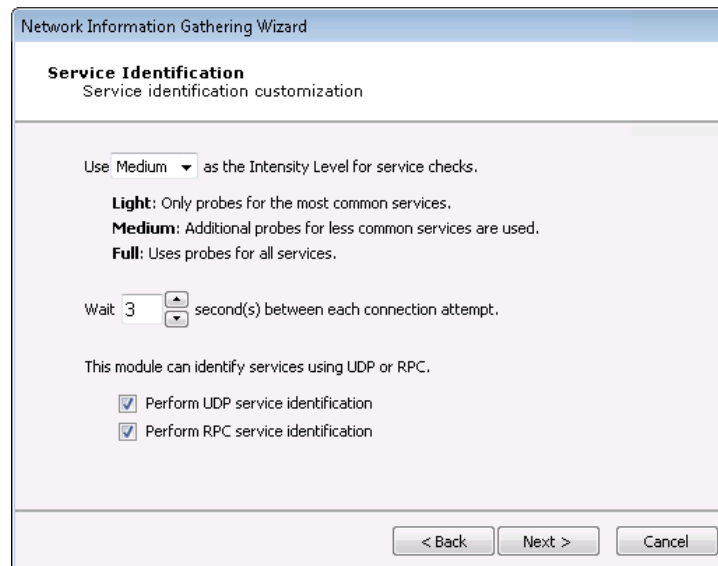 Network Information Gathering Wizard
Service Identification
Service identification customization
Use Medium as the Intensity Level for service checks.
Light: Only probes for the most common services.
Medium: Additional probes for less common services are used.
Full: Uses probes for all services.
Wait 3 second(s) between each connection attempt.
This module can identify services using UDP or RPC.
Perform UDP service identification
Perform RPC service identification
< Back Next > Cancel